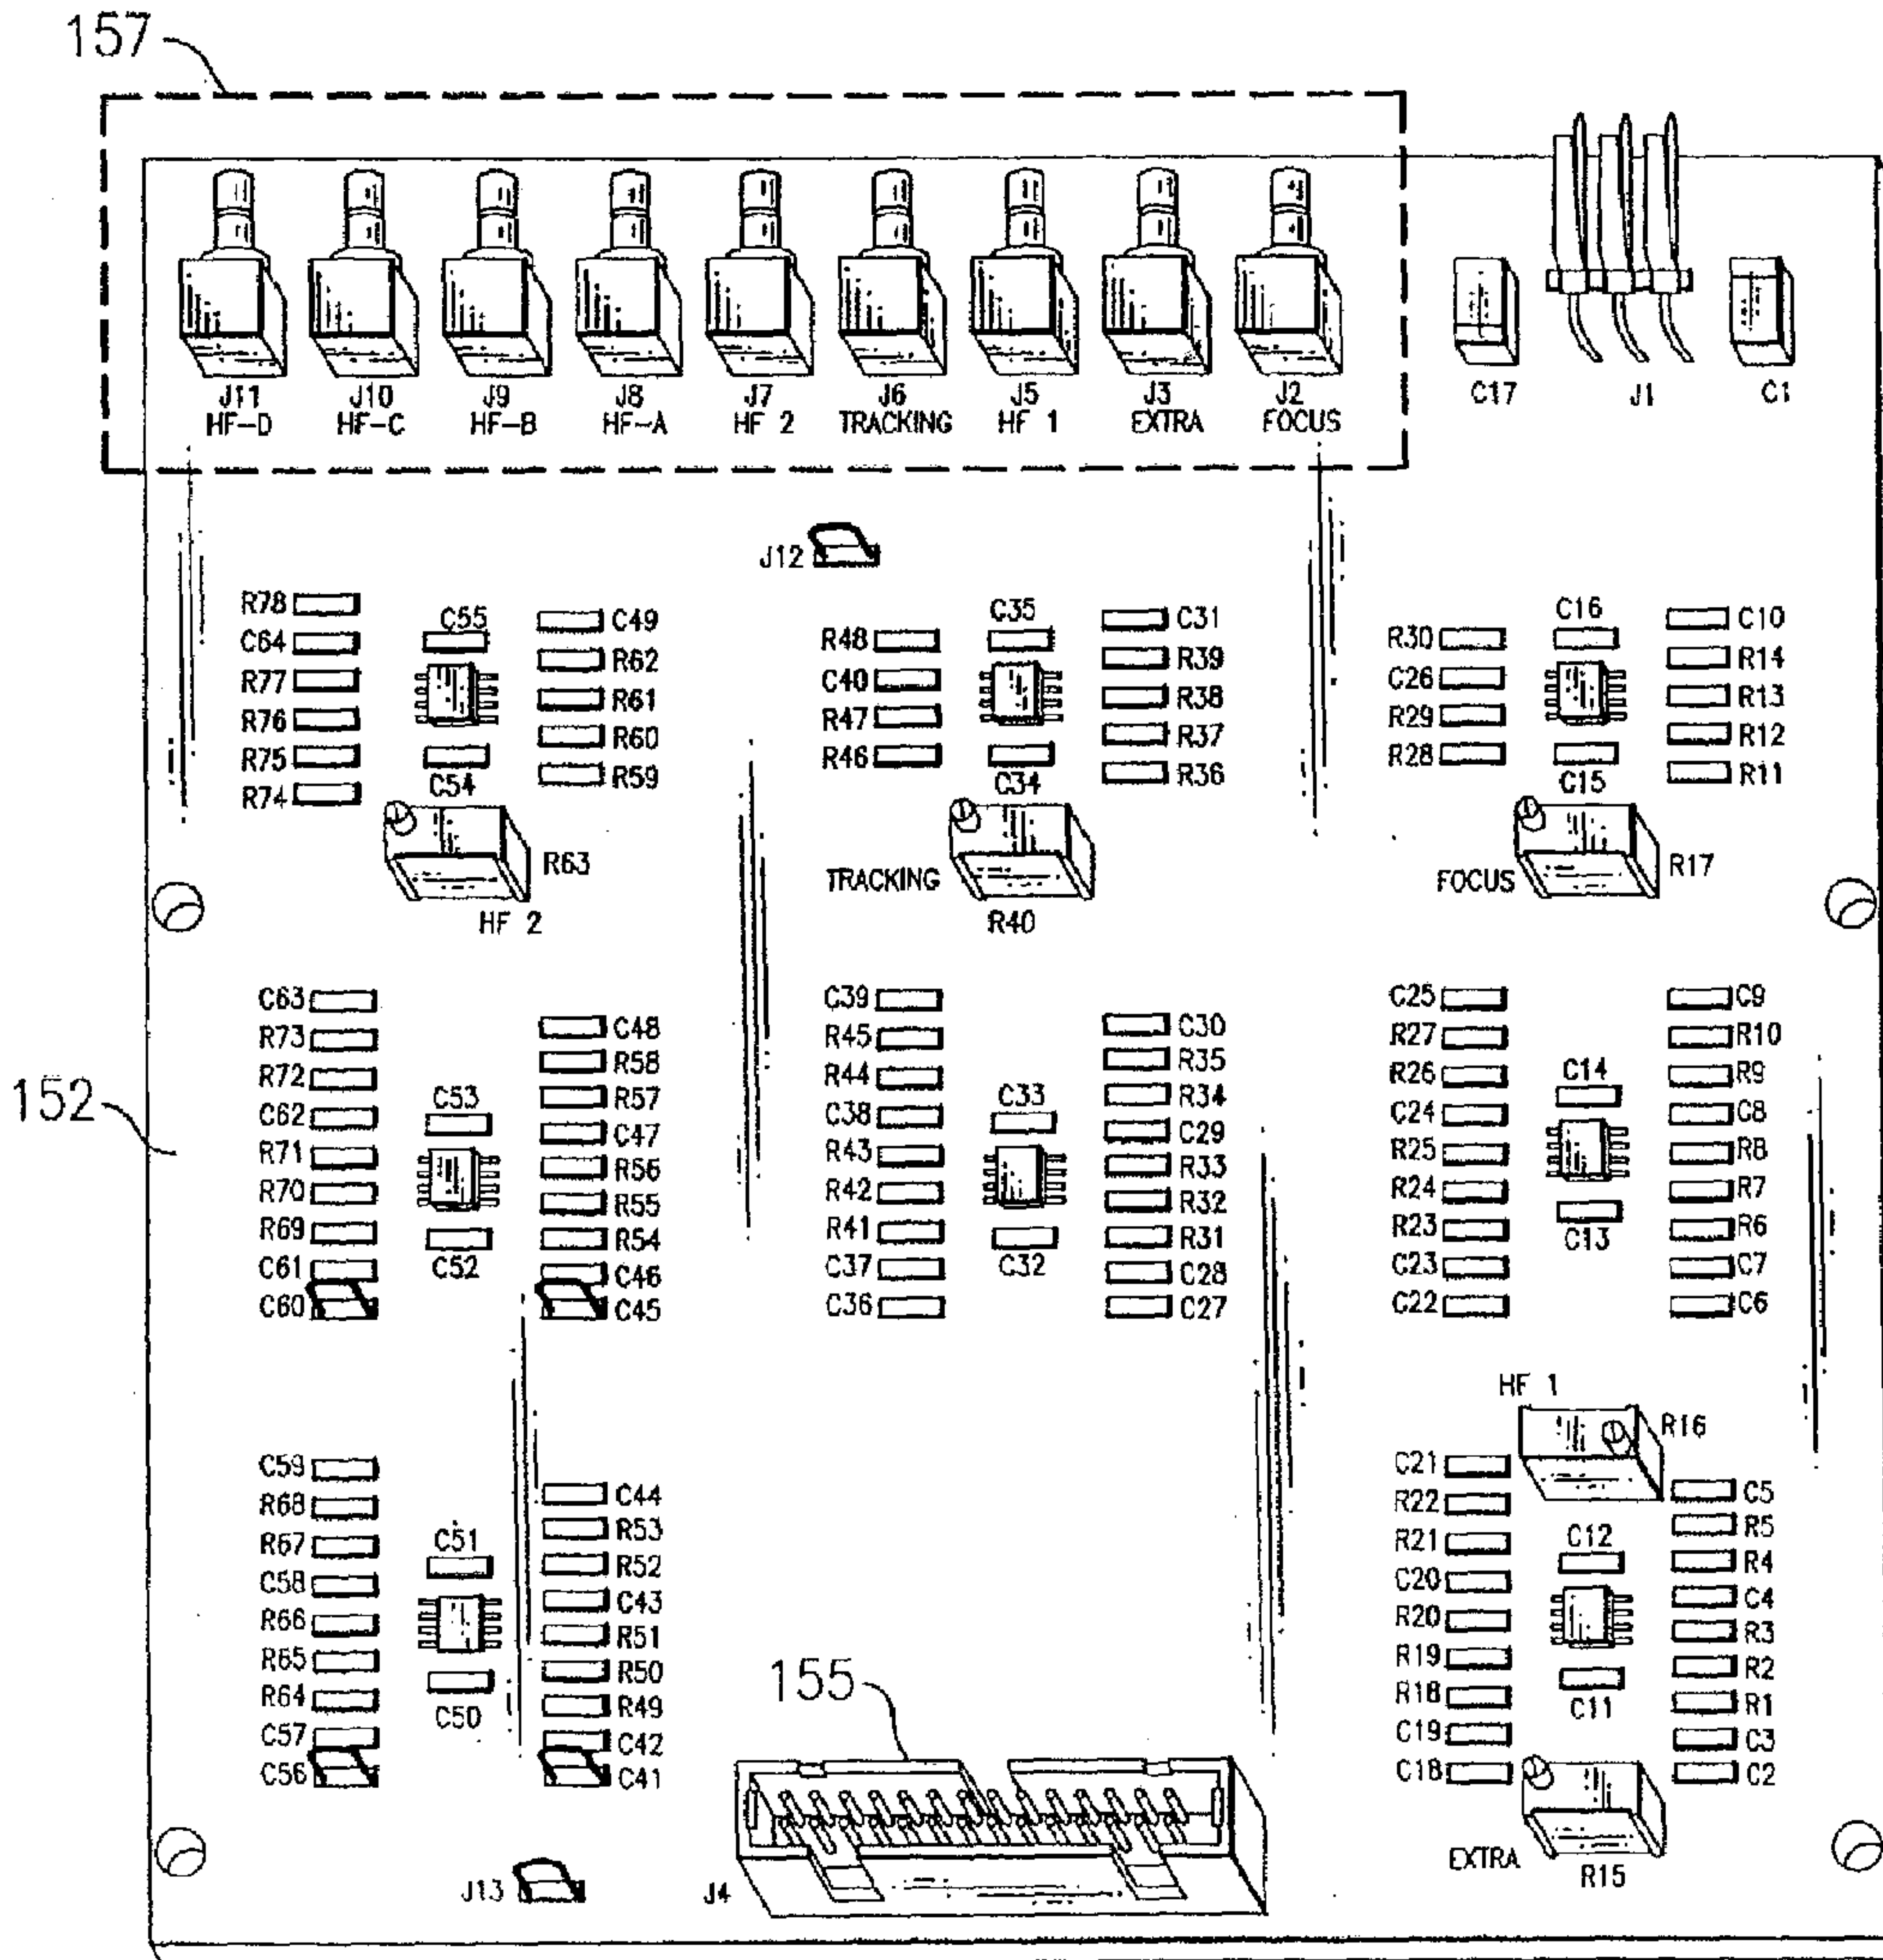 157
J11 J10 J9 J8 J7 J6 J5 J3 J2 C17 J1 C1
HF-D HF-C HF-B HF-A HF 2 TRACKING HF 1 EXTRA FOCUS
J12
R78 C55 C49 R48 C35 C31 R30 C16 C10
C64 R62 C40 R39 C26 R14
R77 R61 R47 R38 R29 R13
R76 R60 R46 R37 R28 R12
R75 R59 R36 R11
R74 C54 C34 C15
R63 TRACKING FOCUS R17
HF 2 R40
C63 C48 C39 C30 C25 C9
R73 R58 R45 R35 R27 R10
R72 R57 R44 R34 R26 R9
152
C62 C53 C47 C38 C33 C29 C24 C14 C8
R71 R56 R43 R33 R25 R8
R70 R55 R42 R32 R24 R7
R69 R54 R41 R31 R23 C13 R6
C61 C52 C46 C37 C32 C28 C23 C7
C60 C45 C36 C27 C22 C6
HF 1
R16
C59 C44 C21 C5
R68 R53 R22 R5
R67 C51 R52 R21 C12 R4
C58 C43 C20 C4
R66 R51 R20 R3
R65 R50 R19 R2
R64 C50 R49 R18 C11 R1
155
C57 C42 C19 C3
C56 C41 C18 C2
J13 J4 EXTRA R15